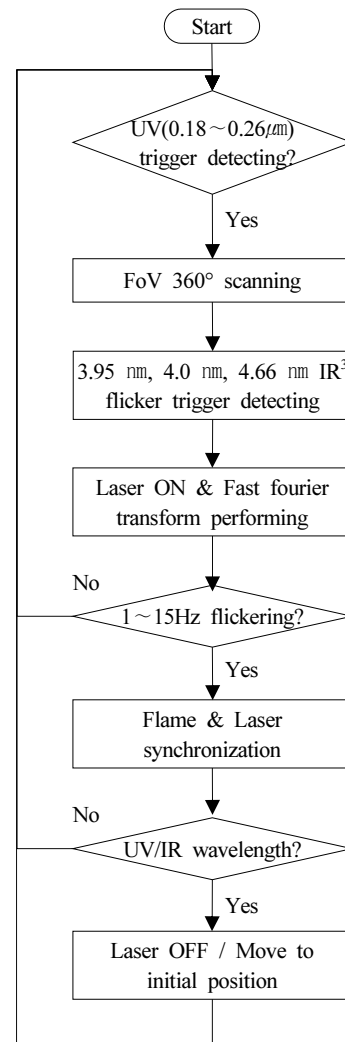 Start
UV(0.18～0.26㎛)
trigger detecting?
Yes
FoV 360° scanning
3.95 ㎚, 4.0 ㎚, 4.66 ㎚ IR³
flicker trigger detecting
Laser ON & Fast fourier
transform performing
No
1～15Hz flickering?
Yes
Flame & Laser
synchronization
No
UV/IR wavelength?
Yes
Laser OFF / Move to
initial position